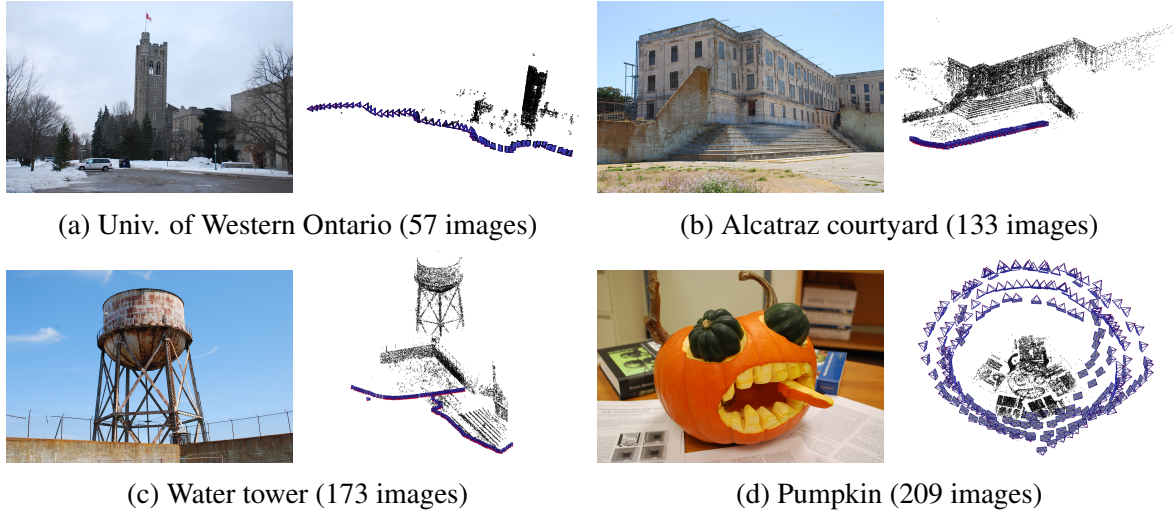 (a) Univ. of Western Ontario (57 images)
(b) Alcatraz courtyard (133 images)
(c) Water tower (173 images)
(d) Pumpkin (209 images)